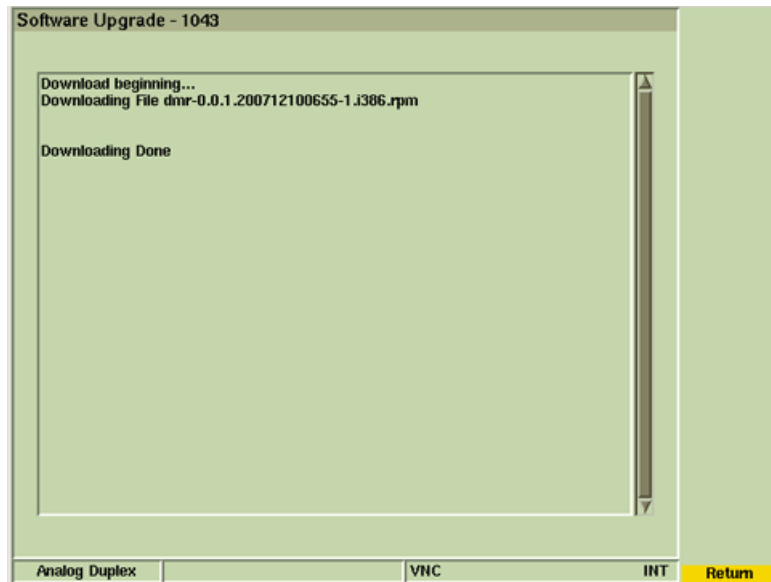 Software Upgrade - 1043
Download beginning...
Downloading File dmr-0.0.1.200712100655-1.i386.rpm
Downloading Done
Analog Duplex
VNC
INT
Return